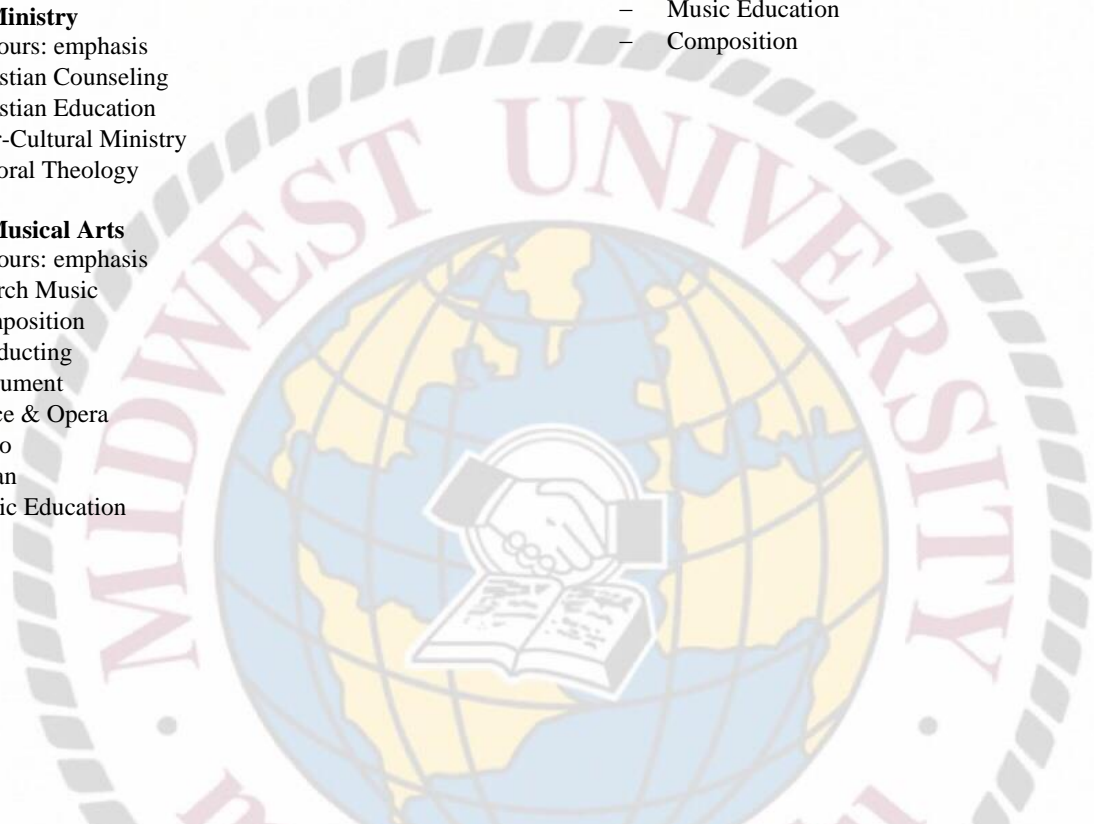 Ministry
ours: emphasis
stian Counseling
stian Education
r-Cultural Ministry
oral Theology
Musical Arts
ours: emphasis
rch Music
position
ducting
ument
ce & Opera
o
an
ic Education
– Music Education
– Composition
MIDWEST UNIVERSITY